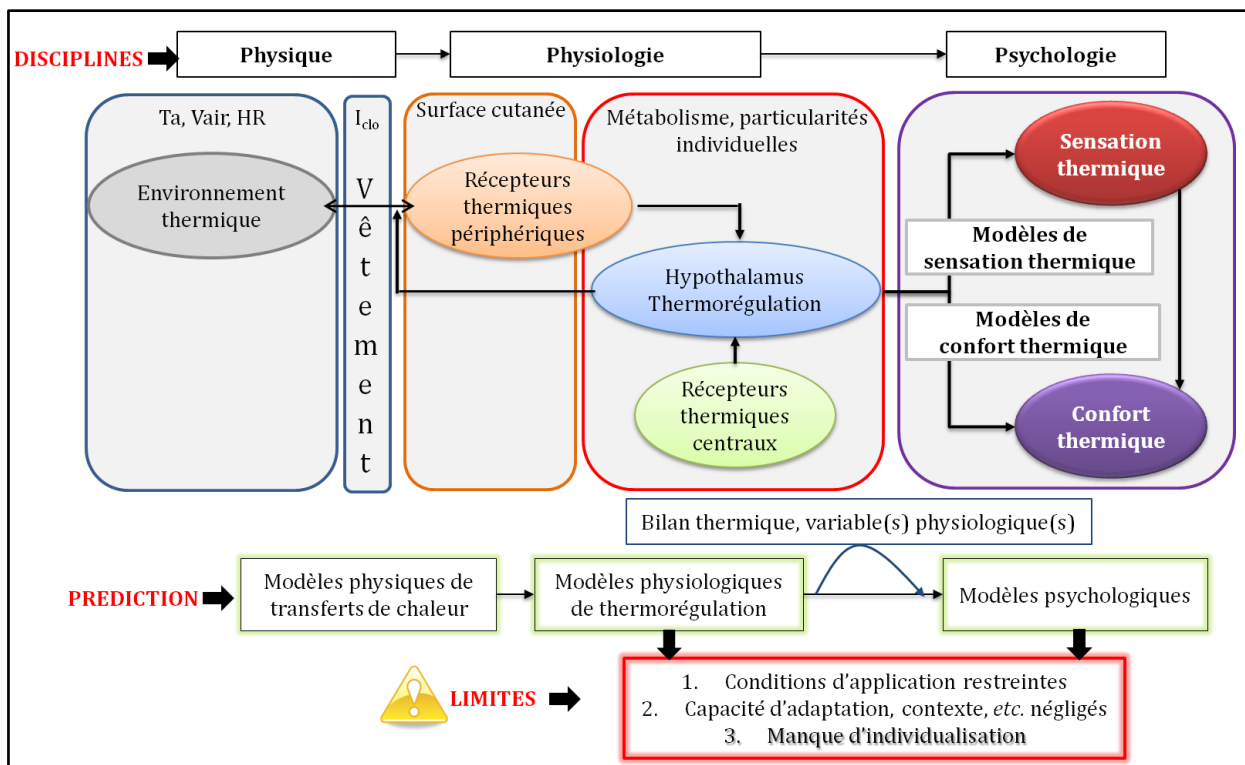 DISCIPLINES
Physique
Physiologie
Psychologie
Ta, Vair, HR
Environnement
thermique
Iclo
V
ê
t
e
m
e
n
t
Surface cutanée
Récepteurs
thermiques
périphériques
Métabolisme, particularités
individuelles
Hypothalamus
Thermorégulation
Récepteurs
thermiques
centraux
Sensation
thermique
Modèles de
sensation thermique
Modèles de
confort thermique
Confort
thermique
Bilan thermique, variable(s) physiologique(s)
PREDICTION
Modèles physiques de
transferts de chaleur
Modèles physiologiques
de thermorégulation
Modèles psychologiques
LIMITES
1. Conditions d'application restreintes
2. Capacité d'adaptation, contexte, etc. négligés
3. Manque d'individualisation